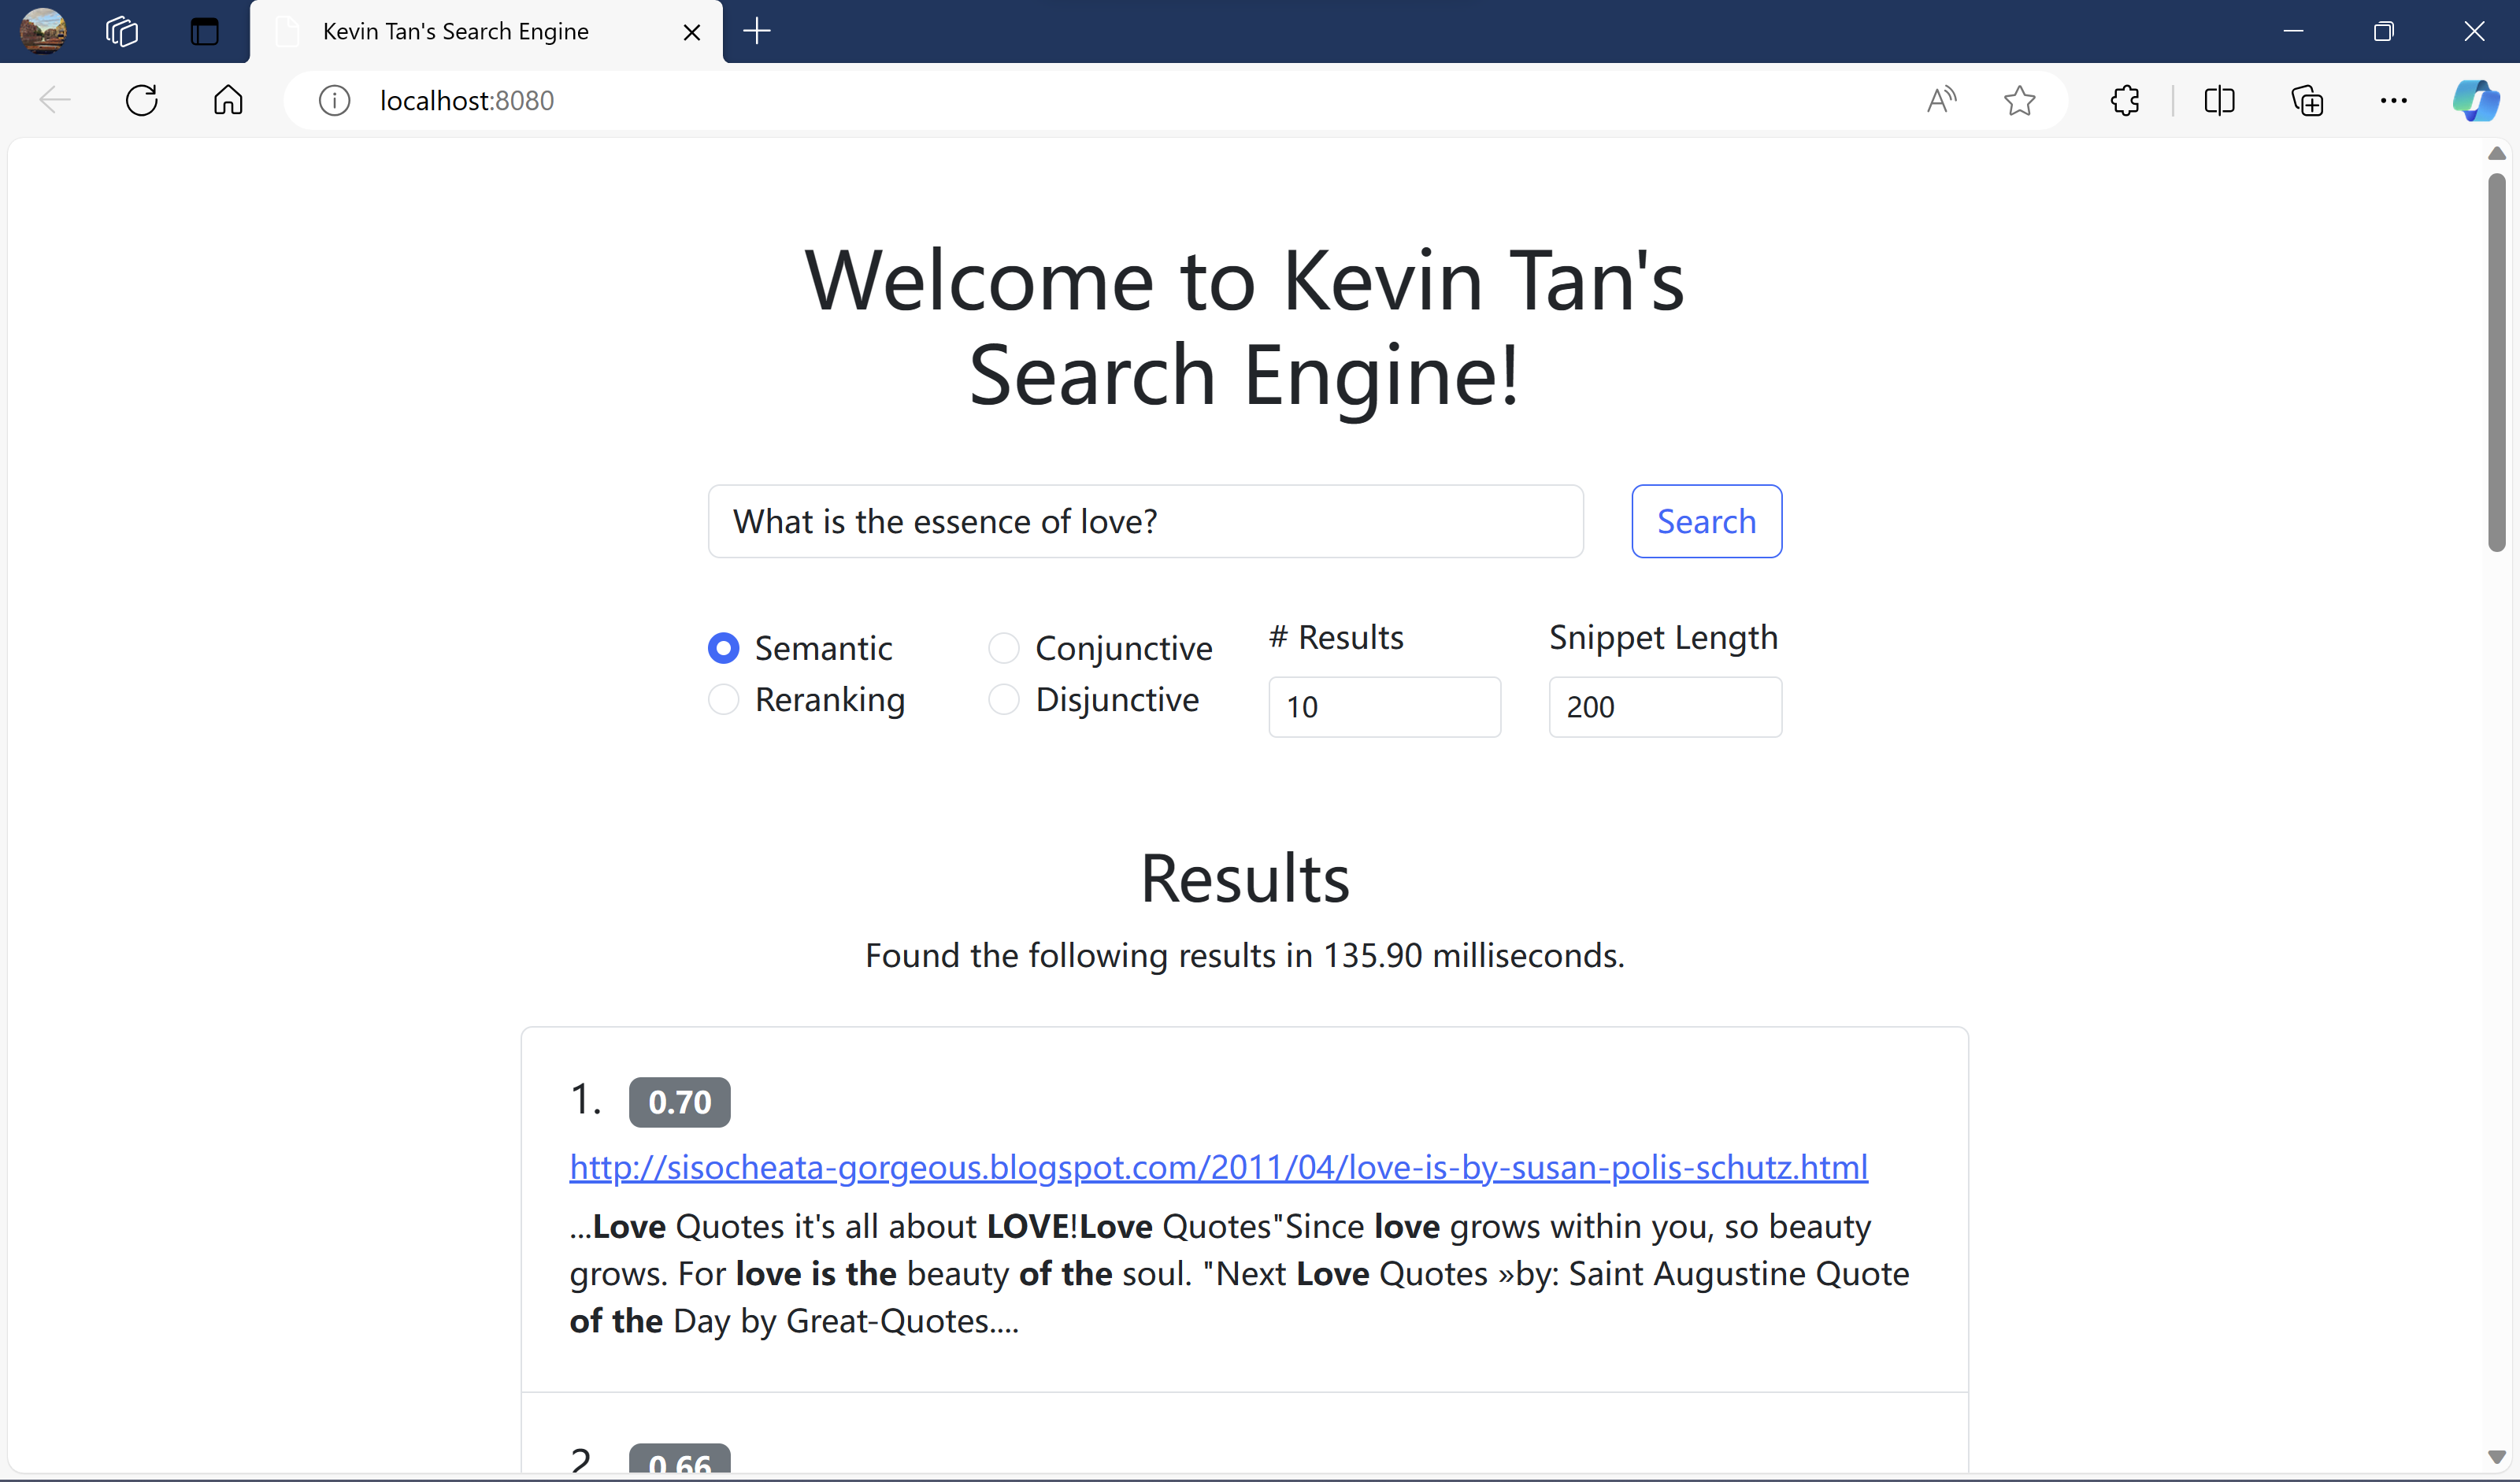 Kevin Tan's Search Engine
localhost:8080
Welcome to Kevin Tan's
Search Engine!
What is the essence of love?
Search
Semantic
Conjunctive
# Results
Snippet Length
Reranking
Disjunctive
10
200
Results
Found the following results in 135.90 milliseconds.
1. 0.70
http://sisocheata-gorgeous.blogspot.com/2011/04/love-is-by-susan-polis-schutz.html
...Love Quotes it's all about LOVE!Love Quotes"Since love grows within you, so beauty
grows. For love is the beauty of the soul. "Next Love Quotes »by: Saint Augustine Quote
of the Day by Great-Quotes....
2. 0.66